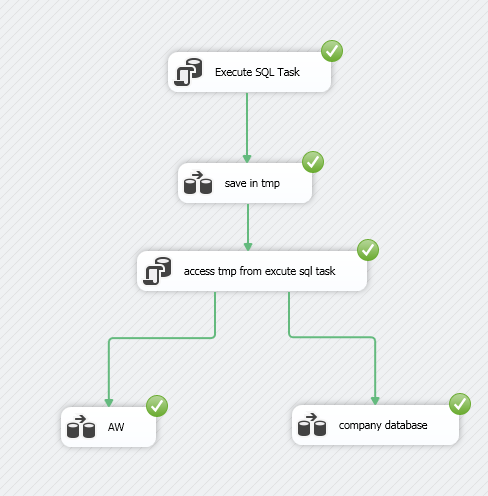 Execute SQL Task
save in tmp
access tmp from excute sql task
AW
company database